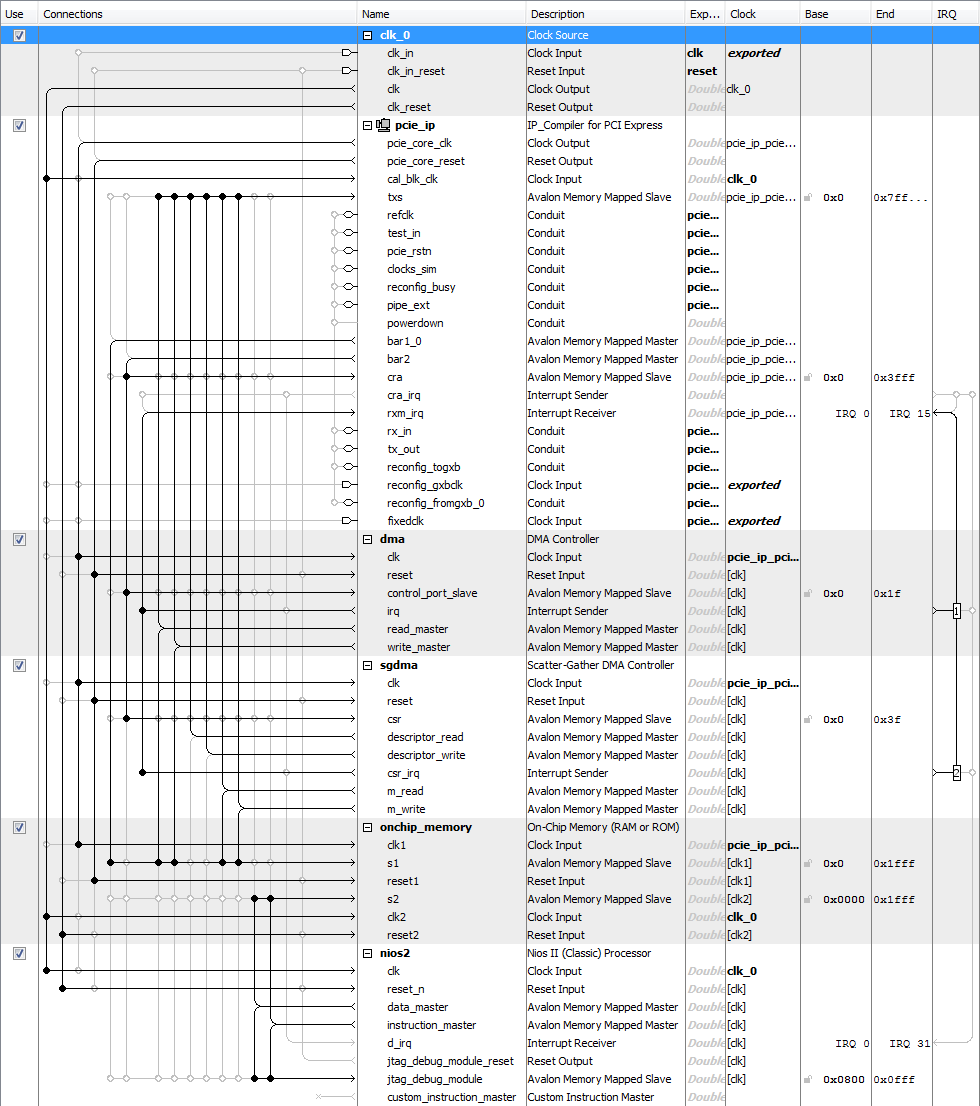 Use Connections Name Description Exp... Clock Base End IRQ
clk_0 Clock Source
clk_in Clock Input clk exported
clk_in_reset Reset Input reset
clk Clock Output Double clk_0
clk_reset Reset Output Double
pcie_ip IP_Compiler for PCI Express
pcie_core_clk Clock Output Double pcie_ip_pcie...
pcie_core_reset Reset Output Double
cal_blk_clk Clock Input Double clk_0
txs Avalon Memory Mapped Slave Double pcie_ip_pcie... 0x0 0x7ff...
refclk Conduit pcie...
test_in Conduit pcie...
pcie_rstn Conduit pcie...
clocks_sim Conduit pcie...
reconfig_busy Conduit pcie...
pipe_ext Conduit pcie...
powerdown Conduit Double
bar1_0 Avalon Memory Mapped Master Double pcie_ip_pcie...
bar2 Avalon Memory Mapped Master Double pcie_ip_pcie...
cra Avalon Memory Mapped Slave Double pcie_ip_pcie... 0x0 0x3fff
cra_irq Interrupt Sender Double
rxm_irq Interrupt Receiver Double pcie_ip_pcie... IRQ 0 IRQ 15
rx_in Conduit pcie...
tx_out Conduit pcie...
reconfig_togxb Conduit pcie...
reconfig_gxbclk Clock Input pcie... exported
reconfig_fromgxb_0 Conduit pcie...
fixedclk Clock Input pcie... exported
dma DMA Controller
clk Clock Input Double pcie_ip_pci...
reset Reset Input Double [clk]
control_port_slave Avalon Memory Mapped Slave Double [clk] 0x0 0x1f
irq Interrupt Sender Double [clk] 1
read_master Avalon Memory Mapped Master Double [clk]
write_master Avalon Memory Mapped Master Double [clk]
sgdma Scatter-Gather DMA Controller
clk Clock Input Double pcie_ip_pci...
reset Reset Input Double [clk]
csr Avalon Memory Mapped Slave Double [clk] 0x0 0x3f
descriptor_read Avalon Memory Mapped Master Double [clk]
descriptor_write Avalon Memory Mapped Master Double [clk]
csr_irq Interrupt Sender Double [clk] 2
m_read Avalon Memory Mapped Master Double [clk]
m_write Avalon Memory Mapped Master Double [clk]
onchip_memory On-Chip Memory (RAM or ROM)
clk1 Clock Input Double pcie_ip_pci...
s1 Avalon Memory Mapped Slave Double [clk1] 0x0 0x1fff
reset1 Reset Input Double [clk1]
s2 Avalon Memory Mapped Slave Double [clk2] 0x0000 0x1fff
clk2 Clock Input Double clk_0
reset2 Reset Input Double [clk2]
nios2 Nios II (Classic) Processor
clk Clock Input Double clk_0
reset_n Reset Input Double [clk]
data_master Avalon Memory Mapped Master Double [clk]
instruction_master Avalon Memory Mapped Master Double [clk]
d_irq Interrupt Receiver Double [clk] IRQ 0 IRQ 31
jtag_debug_module_reset Reset Output Double [clk]
jtag_debug_module Avalon Memory Mapped Slave Double [clk] 0x0800 0x0fff
custom_instruction_master Custom Instruction Master Double